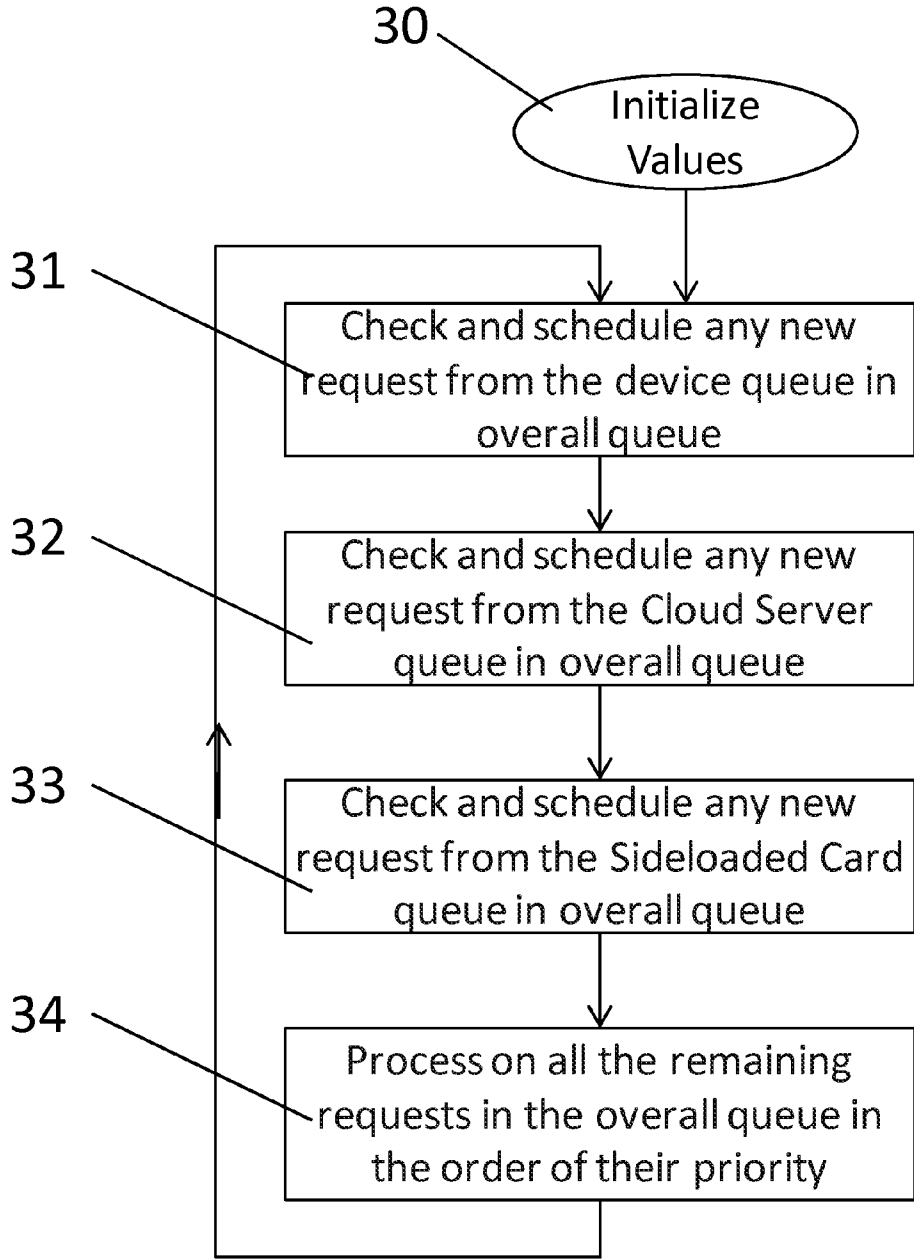 30
Initialize
Values
31
Check and schedule any new
request from the device queue in
overall queue
32
Check and schedule any new
request from the Cloud Server
queue in overall queue
33
Check and schedule any new
request from the Sideloaded Card
queue in overall queue
34
Process on all the remaining
requests in the overall queue in
the order of their priority